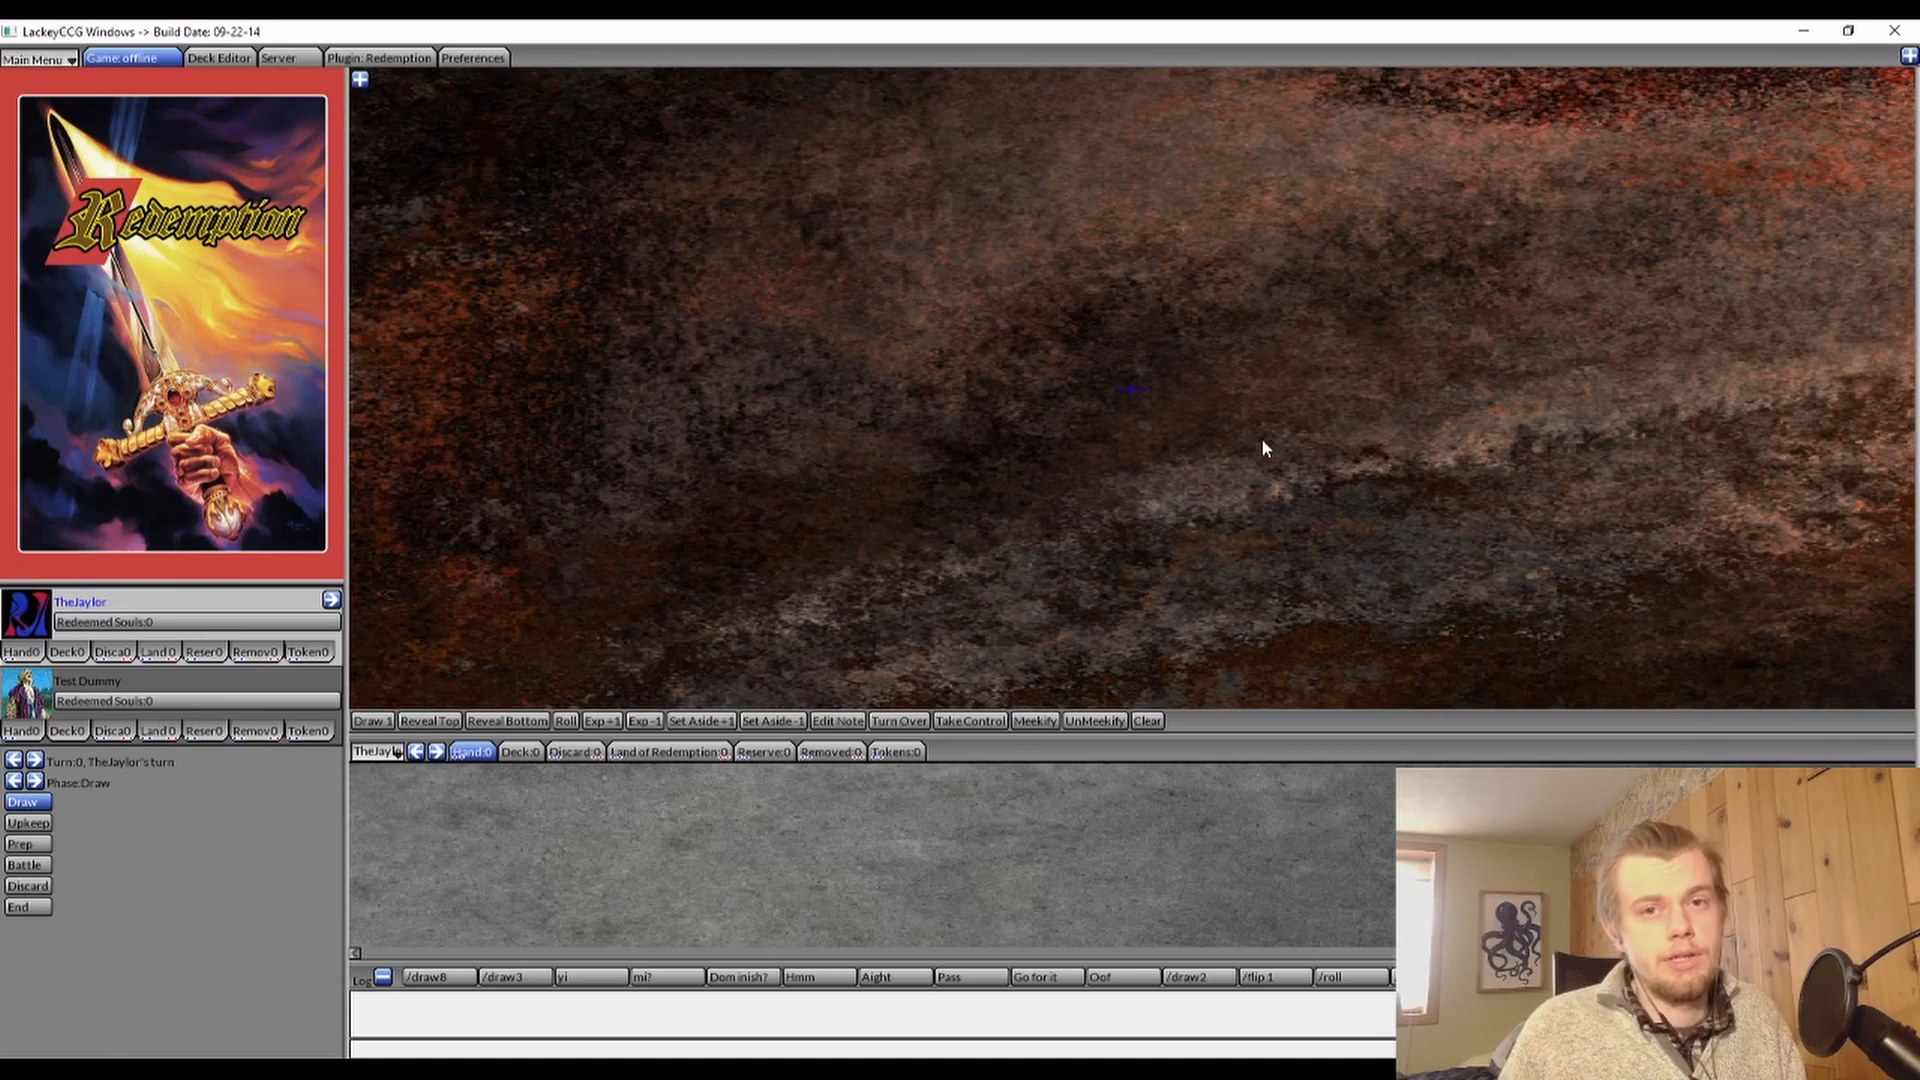 LackeyCCG Windows -> Build Date: 09-22-14
Main Menu Game: offline Deck Editor Server Plugin: Redemption Preferences
Redemption
TheJaylor
Redeemed Souls:0
Hand0 Deck0 Disca0 Land 0 Reser0 Remov0 Token0
Test Dummy
Redeemed Souls:0
Hand0 Deck0 Disca0 Land 0 Reser0 Remov0 Token0
Turn:0, TheJaylor's turn
Phase:Draw
Draw
Upkeep
Prep
Battle
Discard
End
Draw 1 Reveal Top Reveal Bottom Roll Exp +1 Exp -1 Set Aside +1 Set Aside -1 Edit Note Turn Over Take Control Meekify UnMeekify Clear
TheJayl Hand:0 Deck:0 Discard:0 Land of Redemption:0 Reserve:0 Removed:0 Tokens:0
Log /draw8 /draw3 yi mi? Dom inish? Hmm Aight Pass Go for it Oof /draw2 /flip 1 /roll